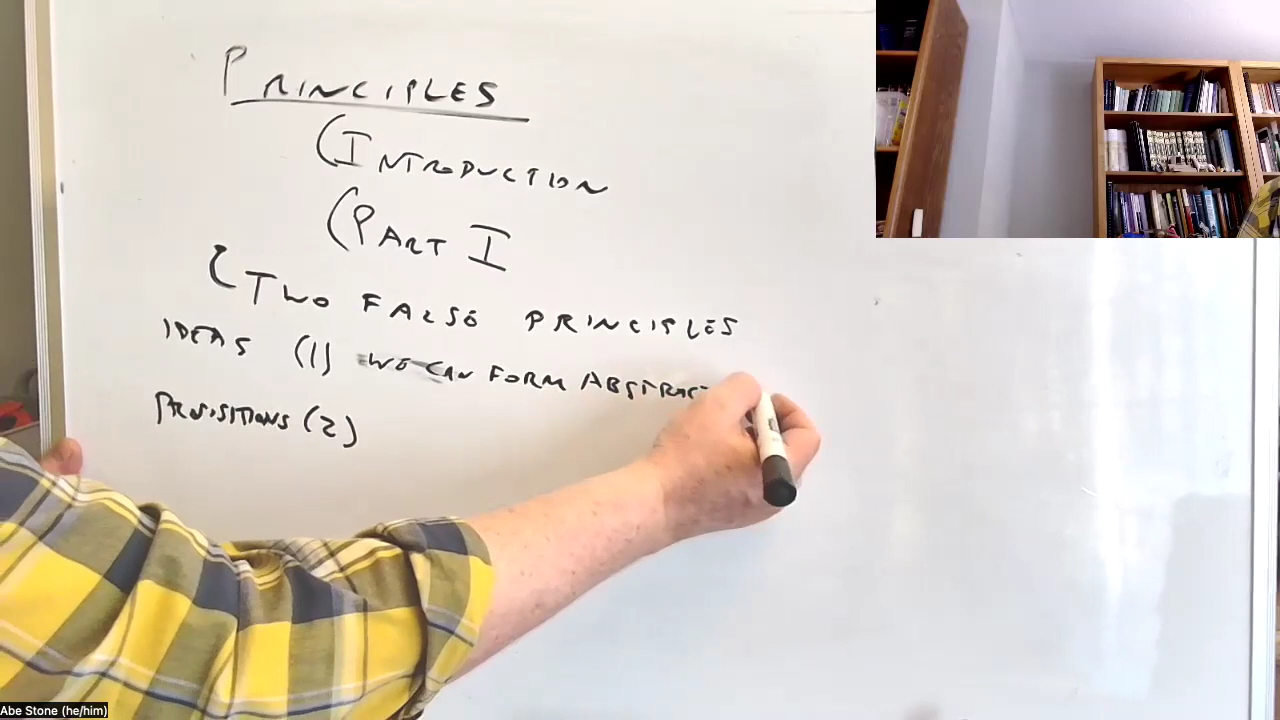 PRINCIPLES
(INTRODUCTION
(PART I
TWO FALSE PRINCIPLES
IDEAS (1) WE CAN FORM ABSTRACT
PROPOSITIONS (2)
Abe Stone (he/him)